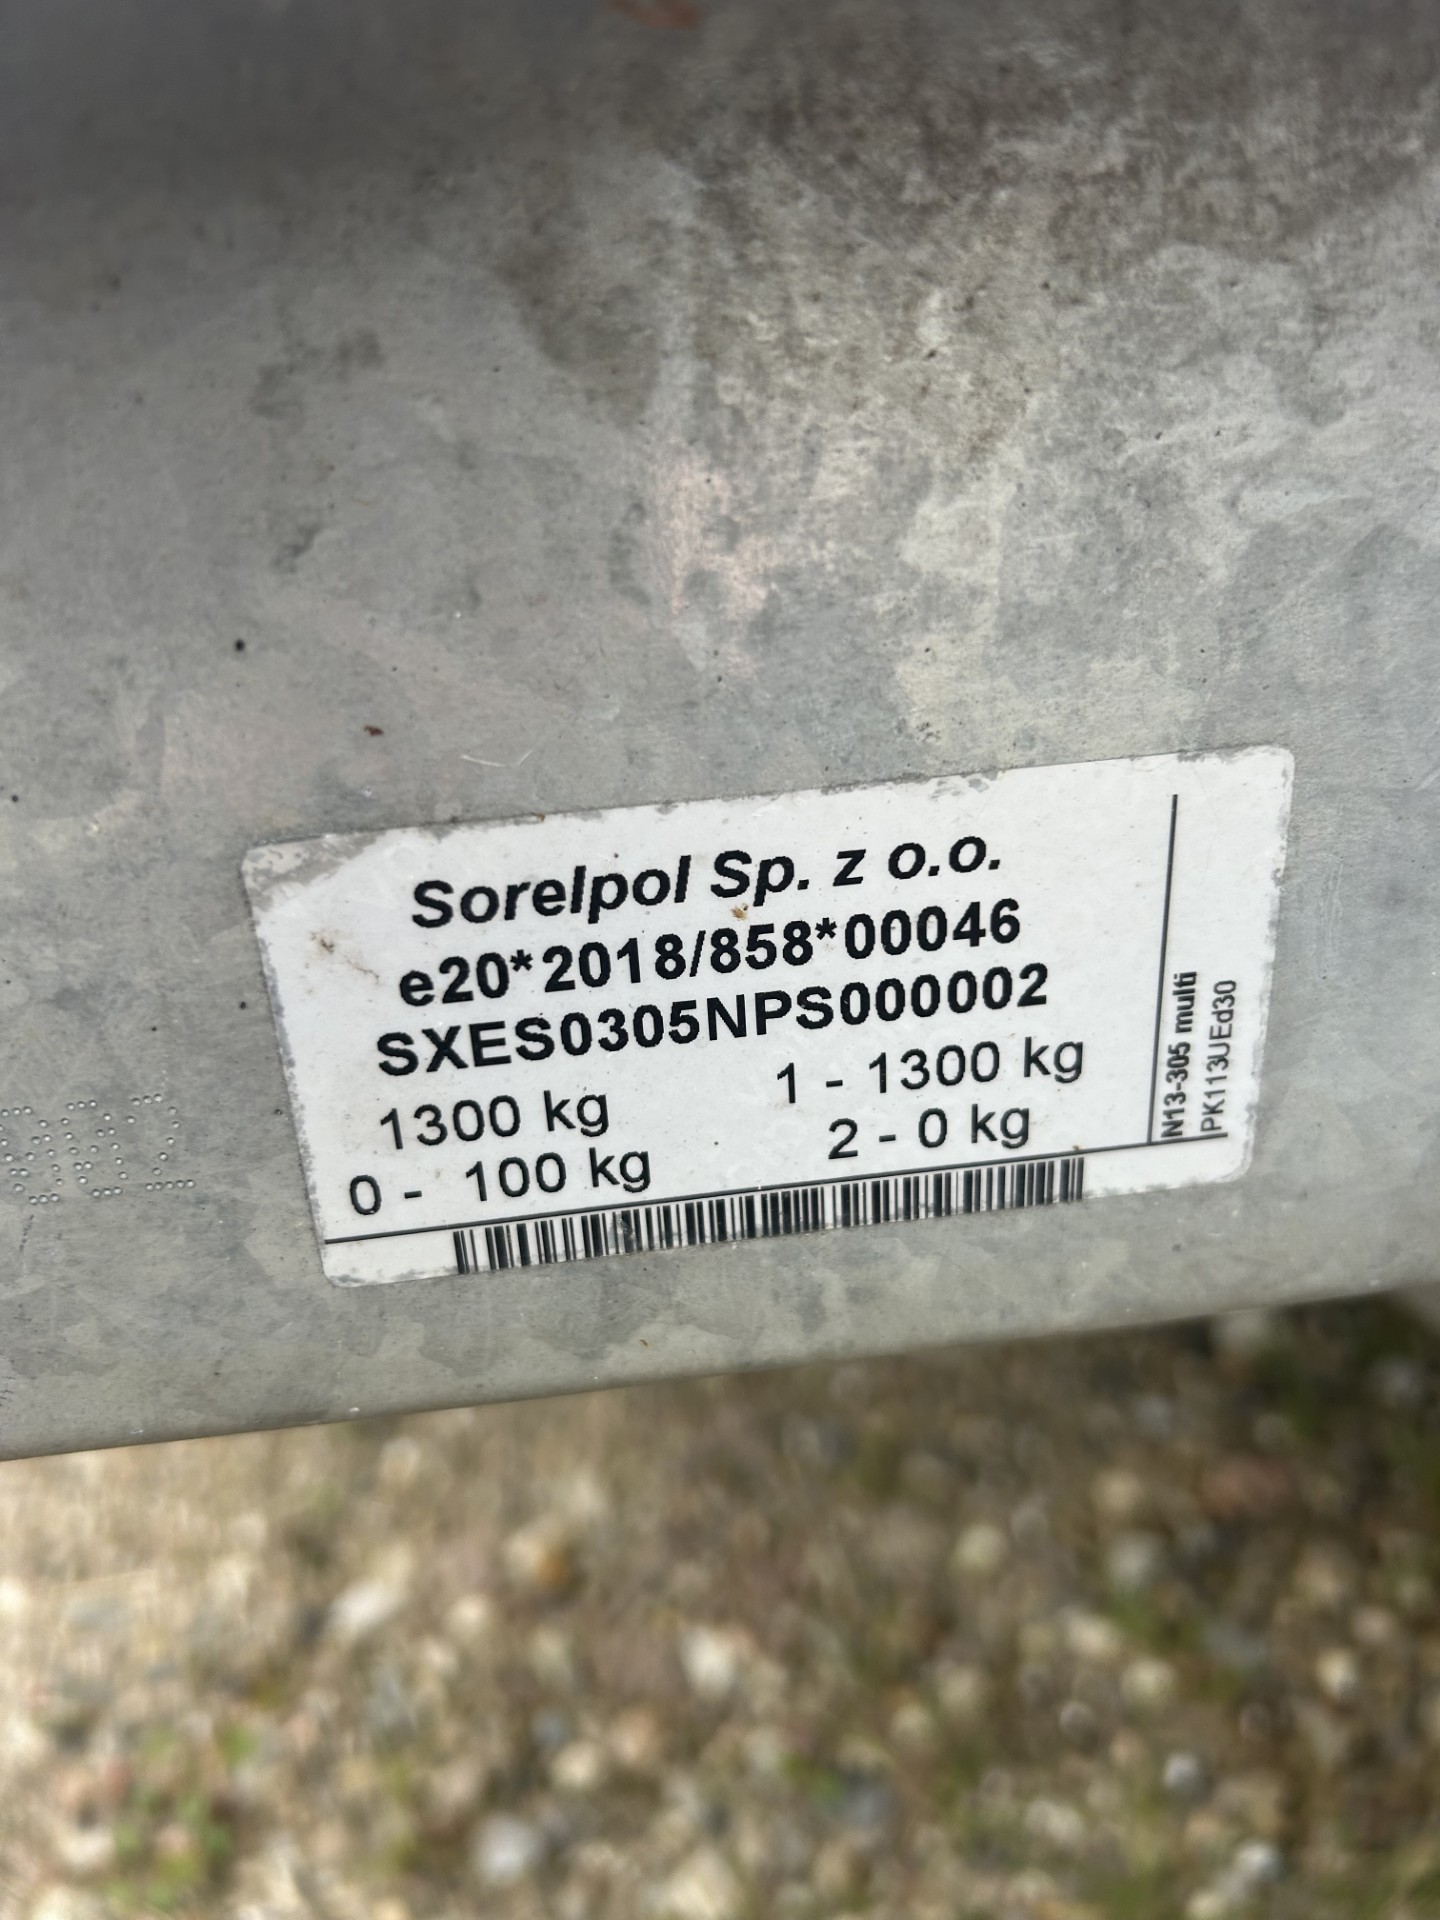 Sorelpol Sp. z o.o.
e20*2018/858*00046
SXES0305NPS000002
1300 kg
1 - 1300 kg
0 - 100 kg
2 - 0 kg
N13-305 multi
PK113UEd30